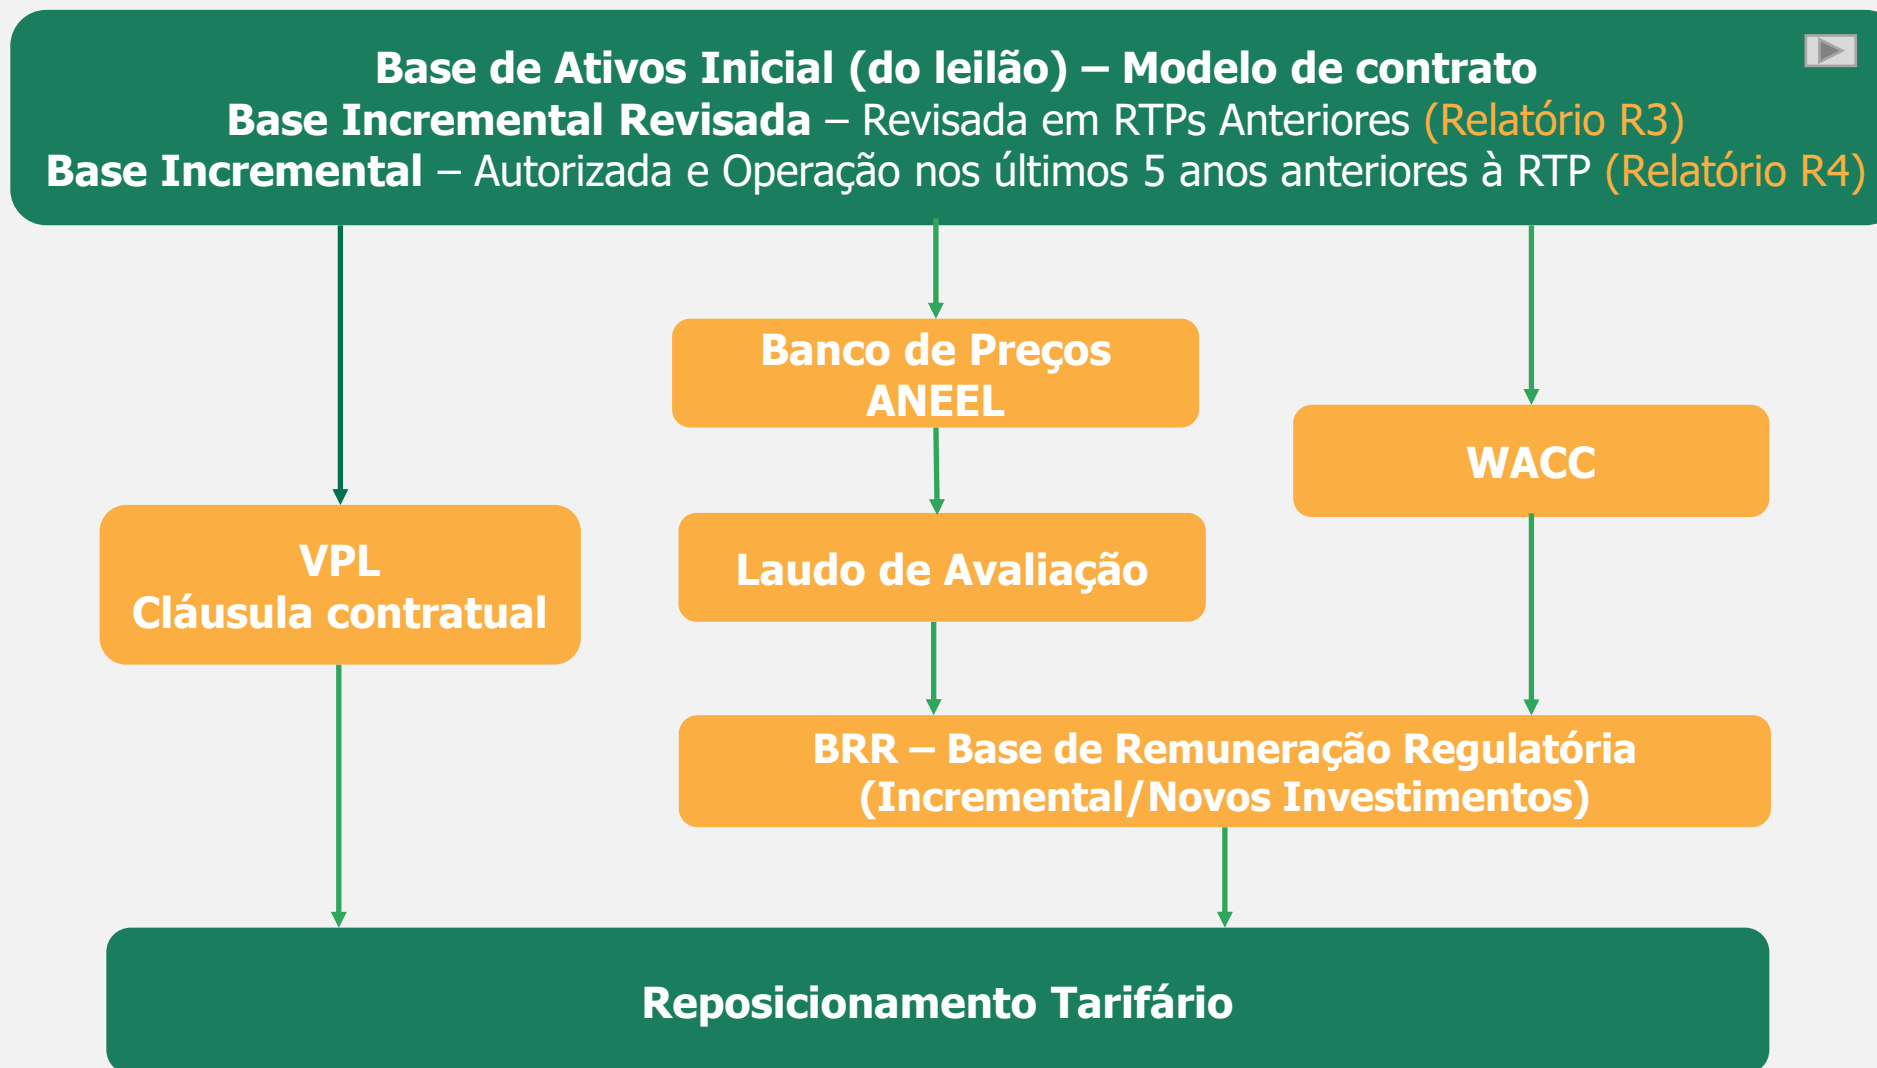 Base de Ativos Inicial (do leilão) – Modelo de contrato
Base Incremental Revisada – Revisada em RTPs Anteriores (Relatório R3)
Base Incremental – Autorizada e Operação nos últimos 5 anos anteriores à RTP (Relatório R4)
Banco de Preços
ANEEL
WACC
VPL
Cláusula contratual
Laudo de Avaliação
BRR – Base de Remuneração Regulatória
(Incremental/Novos Investimentos)
Reposicionamento Tarifário